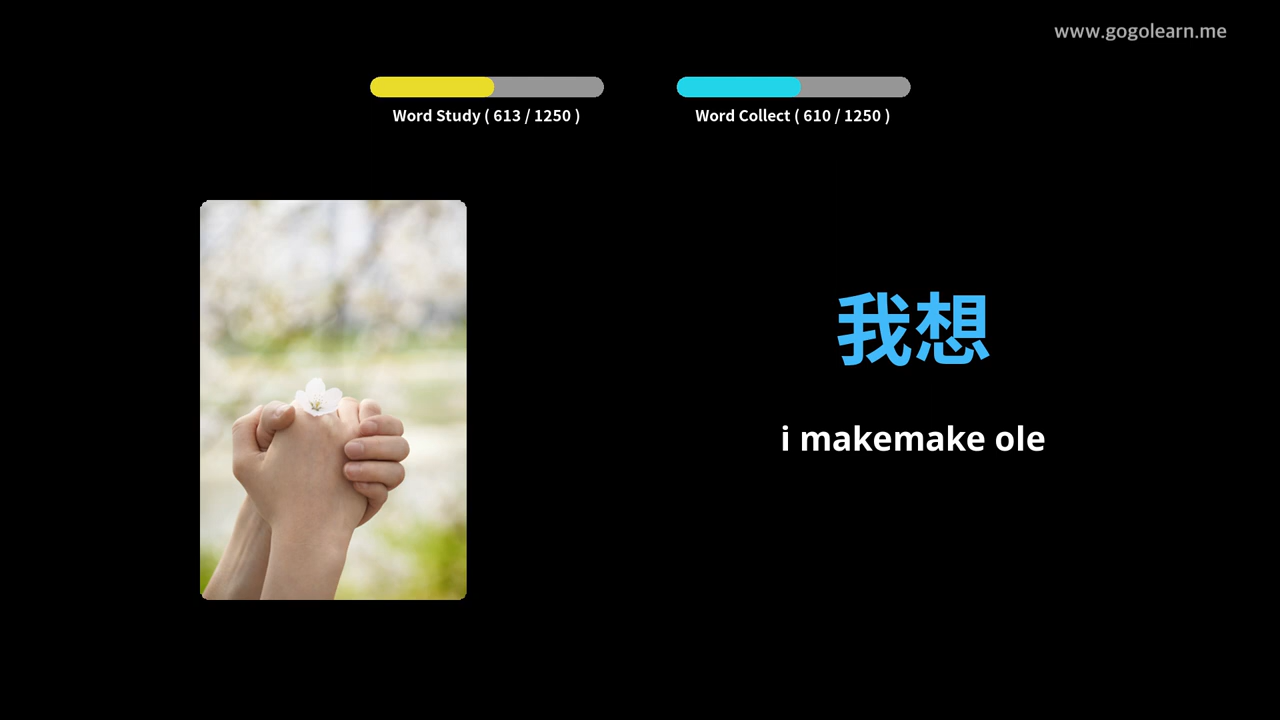 www.gogolearn.me
Word Study ( 613 / 1250 )
Word Collect ( 610 / 1250 )
我想
i makemake ole